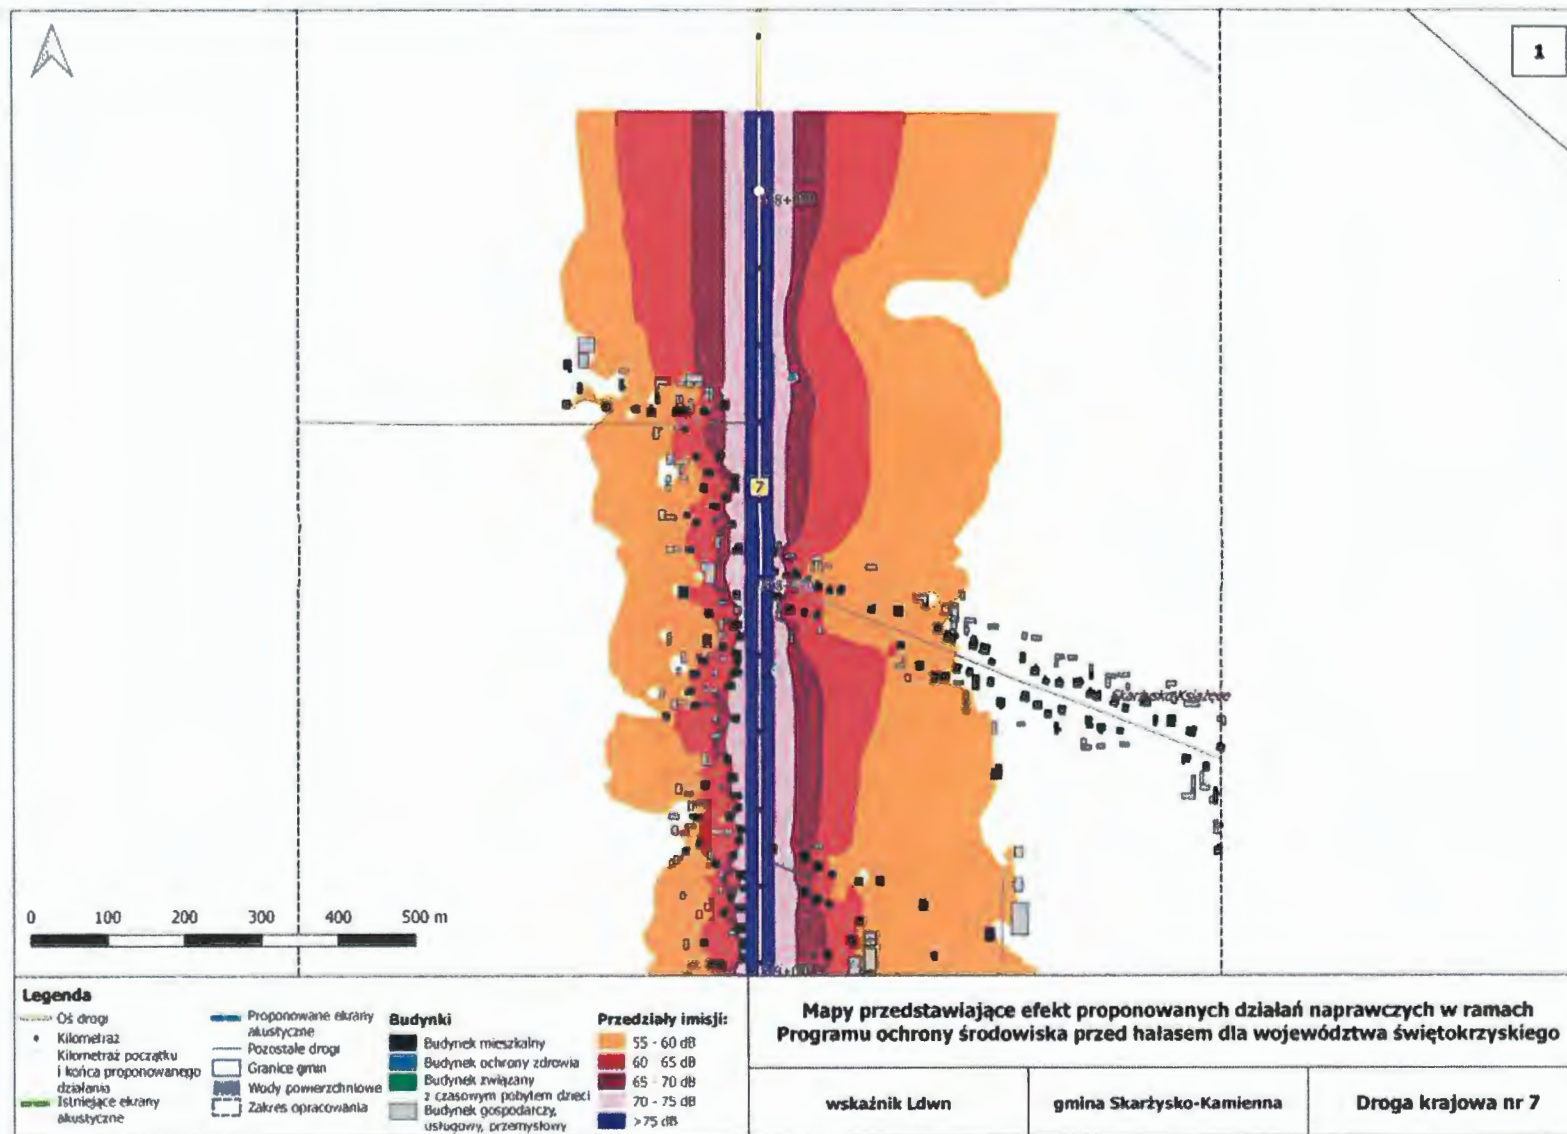 1
7
Skarżysko Książęce
0 100 200 300 400 500 m
Legenda
Oś drogi
Kilometraż
Kilometraż początku
i końca proponowanego
działania
Istniejące ekrany
akustyczne
Proponowane ekrany
akustyczne
Pozostałe drogi
Granice gmin
Wody powierzchniowe
Zakres opracowania
Budynki
Budynek mieszkalny
Budynek ochrony zdrowia
Budynek związany
z czasowym pobytem dzieci
Budynek gospodarczy,
usługowy, przemysłowy
Przedziały imisji:
55 - 60 dB
60 - 65 dB
65 - 70 dB
70 - 75 dB
>75 dB
Mapy przedstawiające efekt proponowanych działań naprawczych w ramach
Programu ochrony środowiska przed hałasem dla województwa świętokrzyskiego
wskaźnik Ldwn
gmina Skarżysko-Kamienna
Droga krajowa nr 7